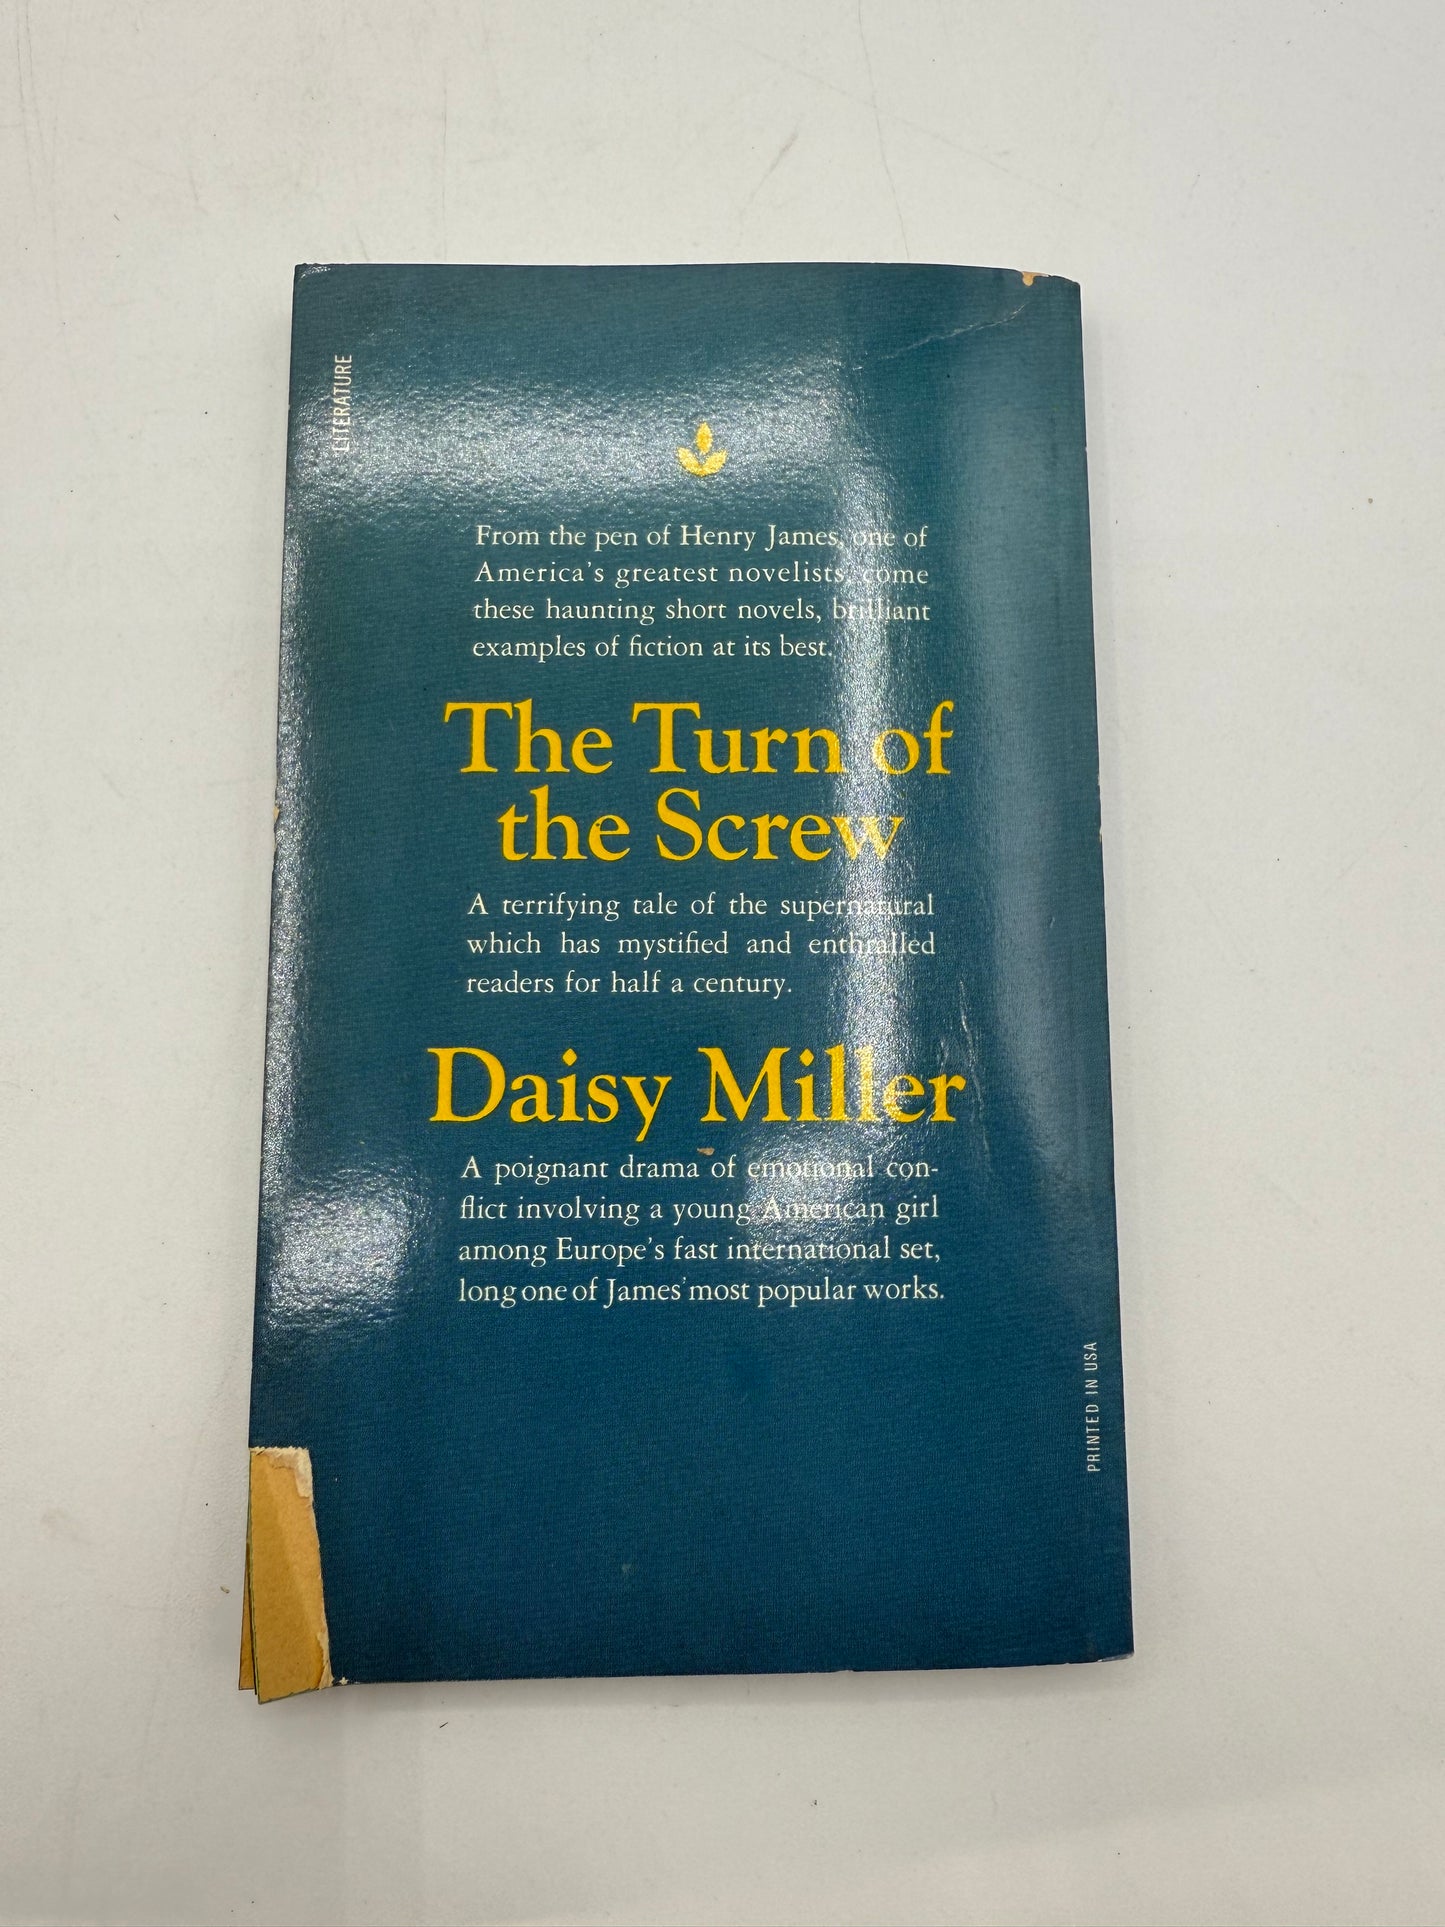 LITERATURE
From the pen of Henry James, one of
America's greatest novelists, come
these haunting short novels, brilliant
examples of fiction at its best.
The Turn of
the Screw
A terrifying tale of the supernatural
which has mystified and enthralled
readers for half a century.
Daisy Miller
A poignant drama of emotional con-
flict involving a young American girl
among Europe's fast international set,
long one of James' most popular works.
PRINTED IN USA